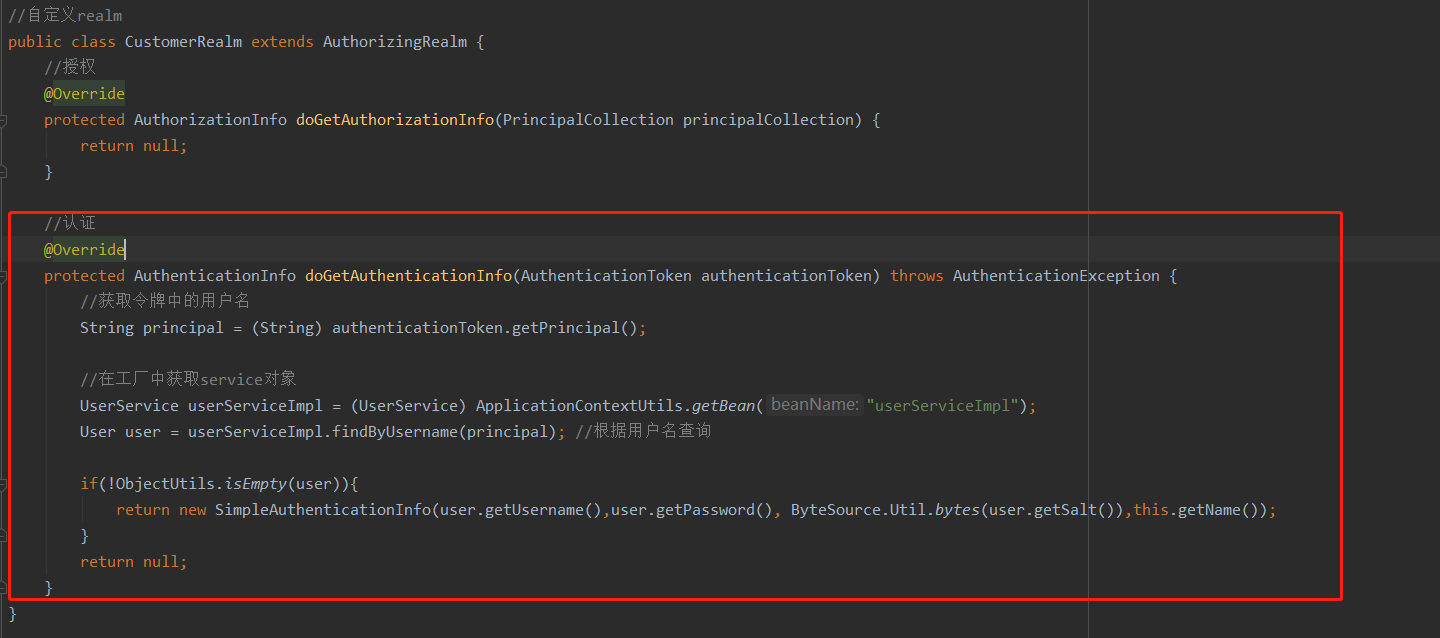 //自定义realm
public class CustomerRealm extends AuthorizingRealm {
    //授权
    @Override
    protected AuthorizationInfo doGetAuthorizationInfo(PrincipalCollection principalCollection) {
        return null;
    }
    //认证
    @Override
    protected AuthenticationInfo doGetAuthenticationInfo(AuthenticationToken authenticationToken) throws AuthenticationException {
        //获取令牌中的用户名
        String principal = (String) authenticationToken.getPrincipal();
        //在工厂中获取service对象
        UserService userServiceImpl = (UserService) ApplicationContextUtils.getBean( beanName: "userServiceImpl");
        User user = userServiceImpl.findByUsername(principal); //根据用户名查询
        if(!ObjectUtils.isEmpty(user)){
            return new SimpleAuthenticationInfo(user.getUsername(),user.getPassword(), ByteSource.Util.bytes(user.getSalt()),this.getName());
        }
        return null;
    }
}